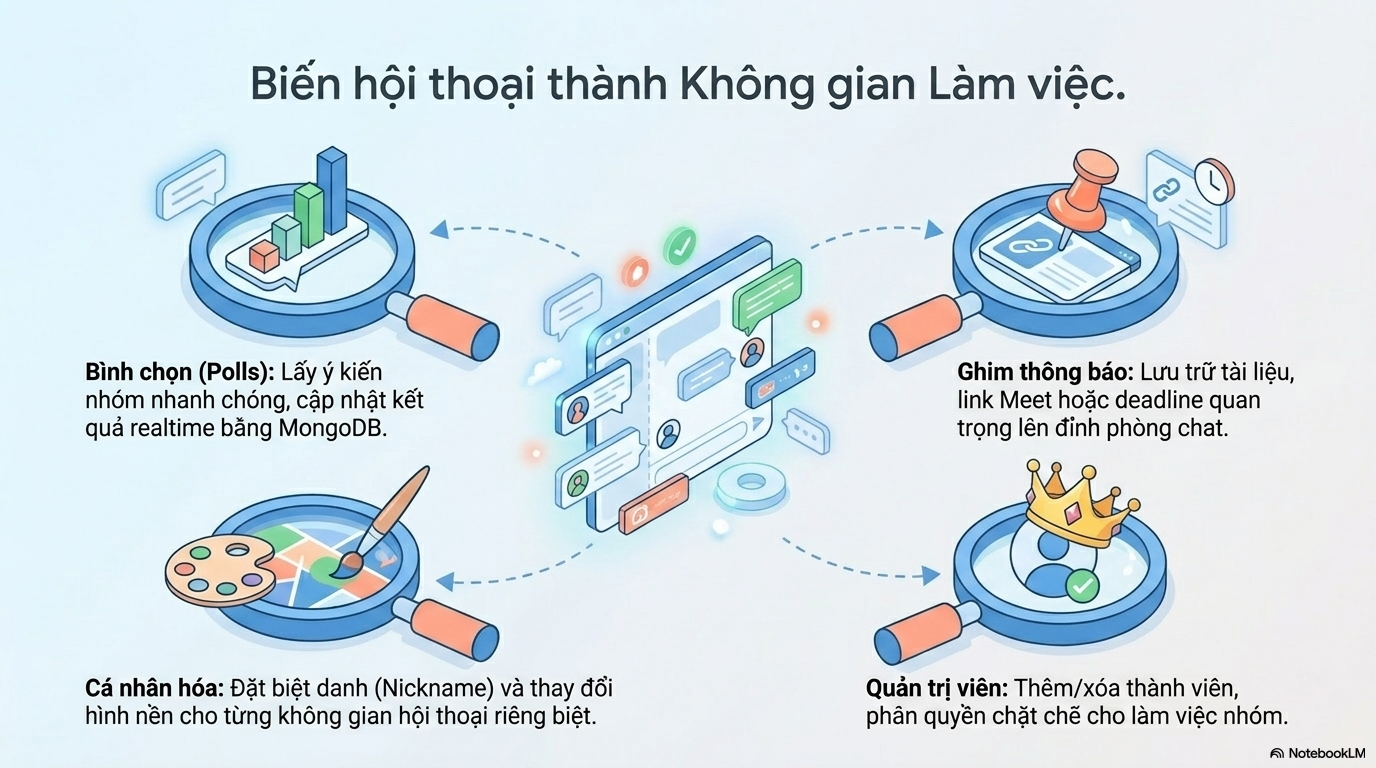 Biến hội thoại thành Không gian Làm việc.
Bình chọn (Polls): Lấy ý kiến
nhóm nhanh chóng, cập nhật kết
quả realtime bằng MongoDB.
Ghim thông báo: Lưu trữ tài liệu,
link Meet hoặc deadline quan
trọng lên đỉnh phòng chat.
Cá nhân hóa: Đặt biệt danh (Nickname) và thay đổi
hình nền cho từng không gian hội thoại riêng biệt.
Quản trị viên: Thêm/xóa thành viên,
phân quyền chặt chẽ cho làm việc nhóm.
NotebookLM